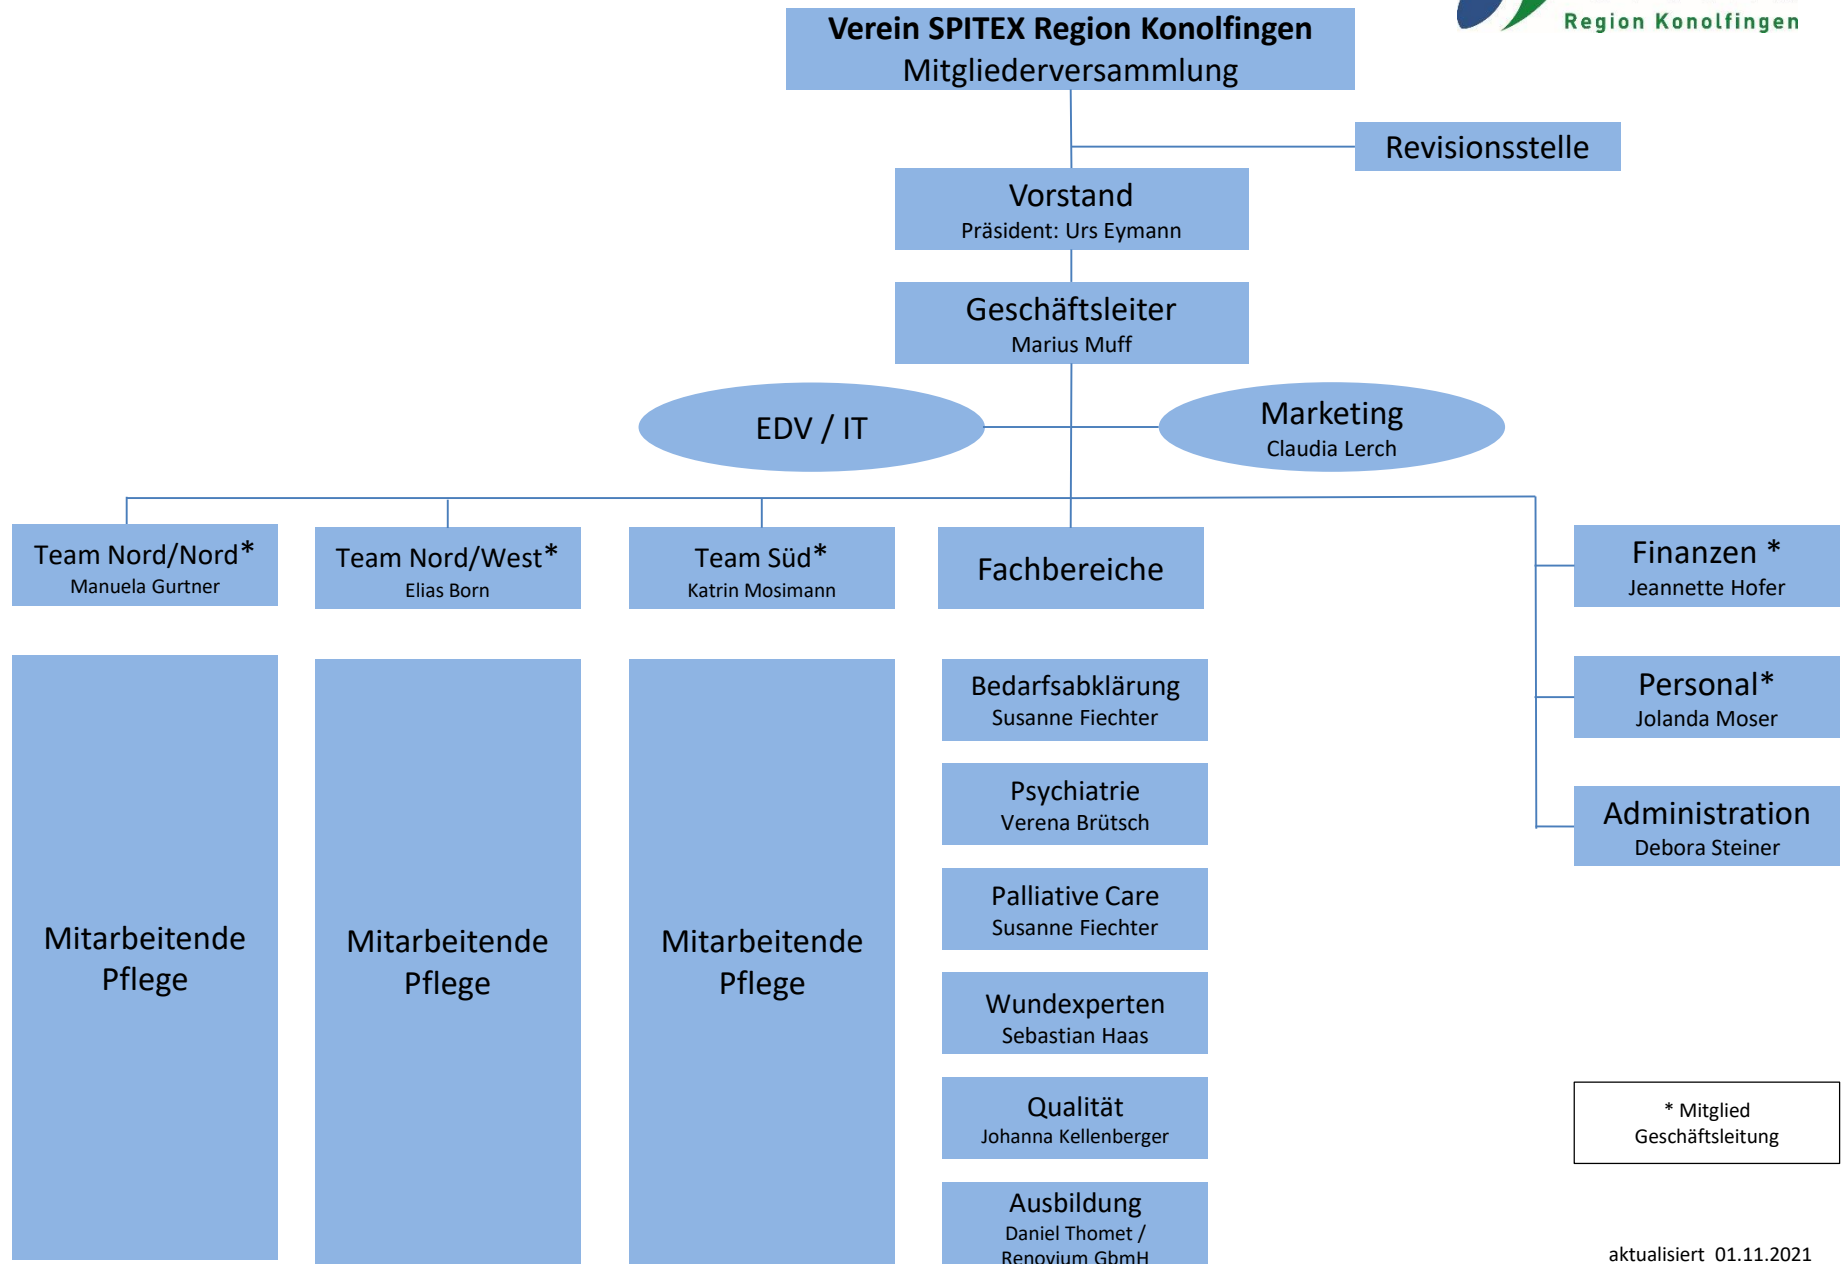 Region Konolfingen
Verein SPITEX Region Konolfingen
Mitgliederversammlung
Revisionsstelle
Vorstand
Präsident: Urs Eymann
Geschäftsleiter
Marius Muff
EDV / IT
Marketing
Claudia Lerch
Team Nord/Nord*
Manuela Gurtner
Team Nord/West*
Elias Born
Team Süd*
Katrin Mosimann
Fachbereiche
Finanzen *
Jeannette Hofer
Personal*
Jolanda Moser
Administration
Debora Steiner
Mitarbeitende
Pflege
Mitarbeitende
Pflege
Mitarbeitende
Pflege
Bedarfsabklärung
Susanne Fiechter
Psychiatrie
Verena Brütsch
Palliative Care
Susanne Fiechter
Wundexperten
Sebastian Haas
Qualität
Johanna Kellenberger
Ausbildung
Daniel Thomet /
Renovium GbmH
* Mitglied
Geschäftsleitung
aktualisiert 01.11.2021